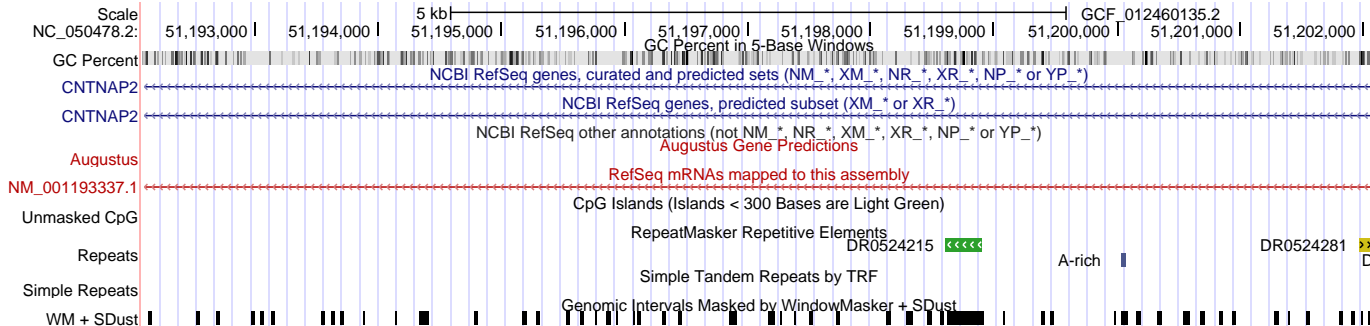 Scale 5 kb GCF_012460135.2
NC_050478.2: 51,193,000 51,194,000 51,195,000 51,196,000 51,197,000 51,198,000 51,199,000 51,200,000 51,201,000 51,202,000
GC Percent in 5-Base Windows
GC Percent
NCBI RefSeq genes, curated and predicted sets (NM_*, XM_*, NR_*, XR_*, NP_* or YP_*)
CNTNAP2
NCBI RefSeq genes, predicted subset (XM_* or XR_*)
CNTNAP2
NCBI RefSeq other annotations (not NM_*, NR_*, XM_*, XR_*, NP_* or YP_*)
Augustus Gene Predictions
Augustus
RefSeq mRNAs mapped to this assembly
NM_001193337.1
CpG Islands (Islands < 300 Bases are Light Green)
Unmasked CpG
RepeatMasker Repetitive Elements
DR0524215 DR0524281
Repeats A-rich D
Simple Tandem Repeats by TRF
Simple Repeats
Genomic Intervals Masked by WindowMasker + SDust
WM + SDust